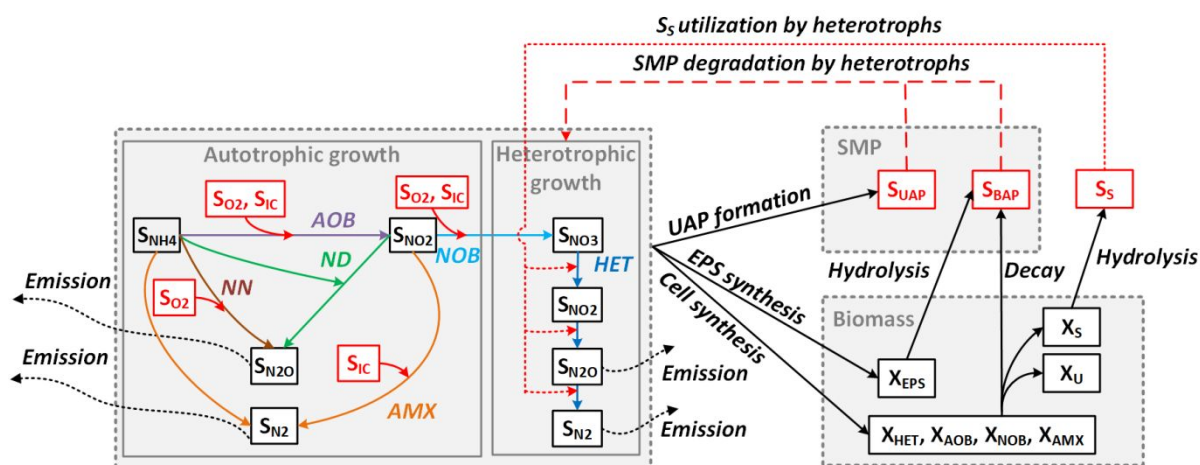 S_S utilization by heterotrophs
SMP degradation by heterotrophs
Autotrophic growth
Heterotrophic
growth
SMP
S_O2, S_IC
S_O2, S_IC
S_UAP
S_BAP
S_S
UAP formation
S_NH4
AOB
S_NO2
NOB
S_NO3
HET
ND
NN
S_O2
Emission
EPS synthesis
Hydrolysis
Decay
Hydrolysis
Cell synthesis
Biomass
S_NO2
X_S
Emission
S_N2O
S_IC
S_N2O
Emission
X_EPS
X_U
AMX
S_N2
S_N2
Emission
X_HET, X_AOB, X_NOB, X_AMX